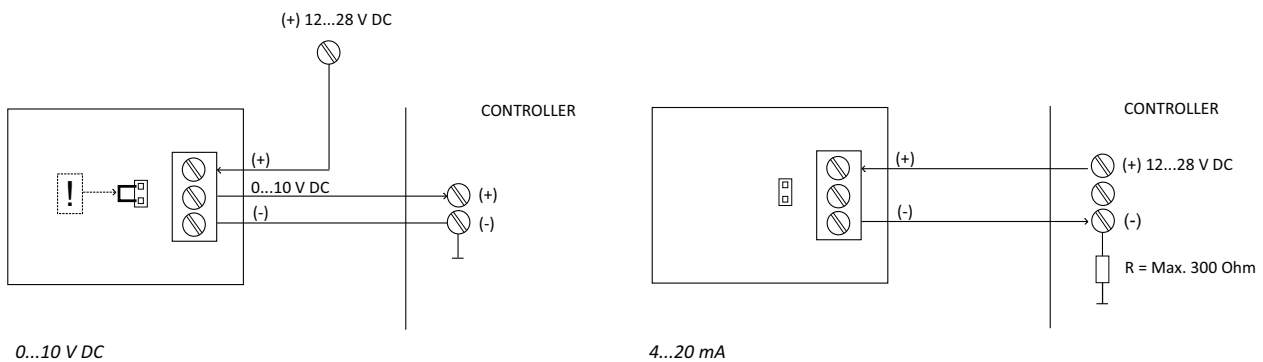 (+) 12...28 V DC
CONTROLLER
(+)
0...10 V DC
(+)
(-)
(-)
!
0...10 V DC
CONTROLLER
(+)
(+) 12...28 V DC
(-)
(-)
R = Max. 300 Ohm
4...20 mA